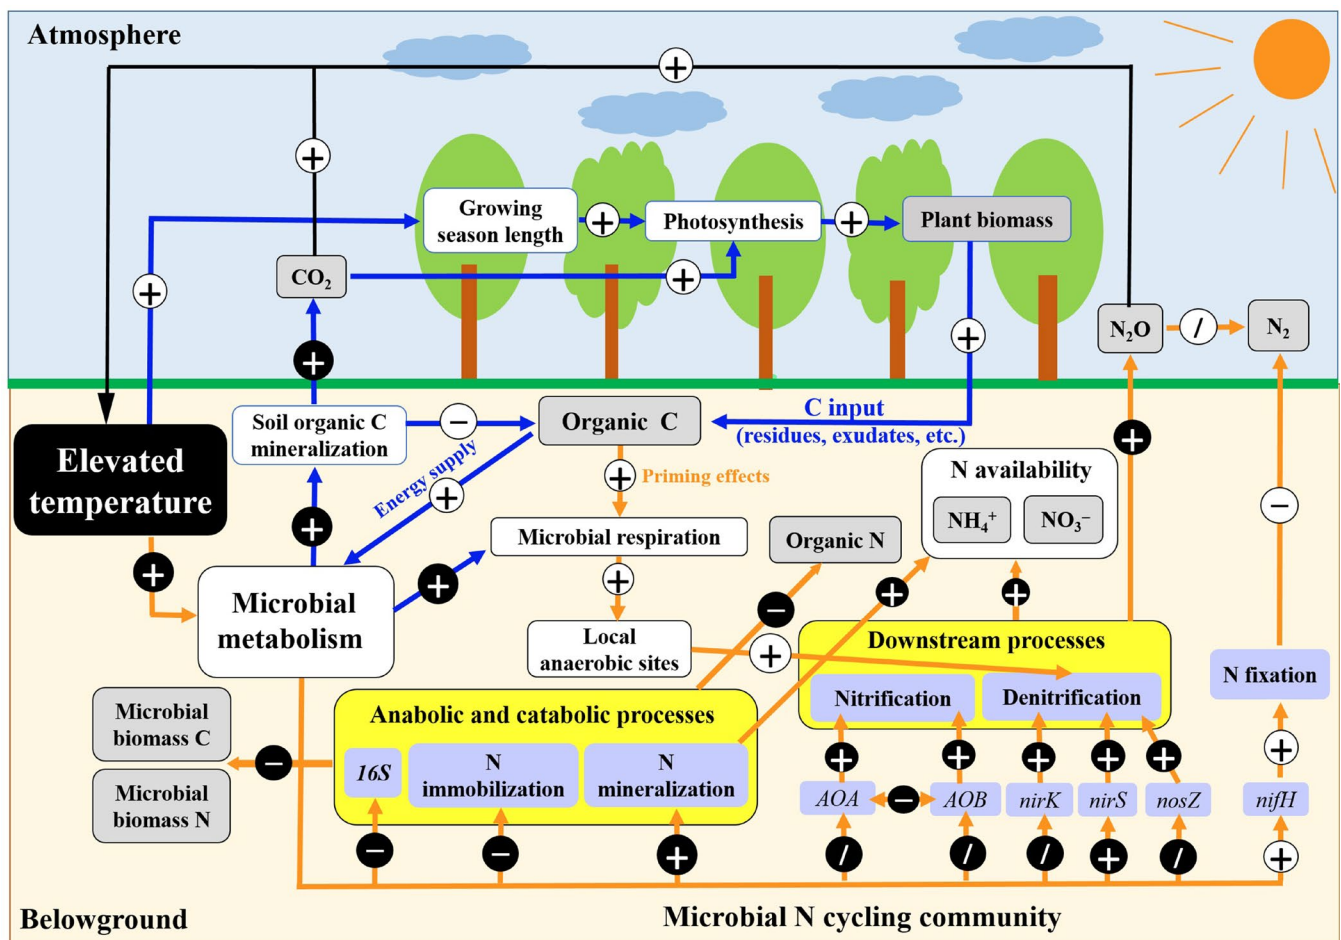 Atmosphere
+
+
Growing
season length
+
Photosynthesis
+
Plant biomass
CO₂
+
+
+
N₂O
/
N₂
+
+
Soil organic C
mineralization
−
Organic C
C input
(residues, exudates, etc.)
+
Elevated
temperature
Energy supply
+
+
Priming effects
N availability
NH₄⁺
NO₃⁻
−
+
Microbial respiration
Organic N
+
+
+
+
+
Microbial
metabolism
−
Local
anaerobic sites
+
Downstream processes
Nitrification
Denitrification
N fixation
Microbial
biomass C
−
Microbial
biomass N
Anabolic and catabolic processes
16S
N
immobilization
N
mineralization
+
+
+
+
+
+
AOA
−
AOB
nirK
nirS
nosZ
nifH
−
−
+
/
/
/
+
/
+
Belowground
Microbial N cycling community